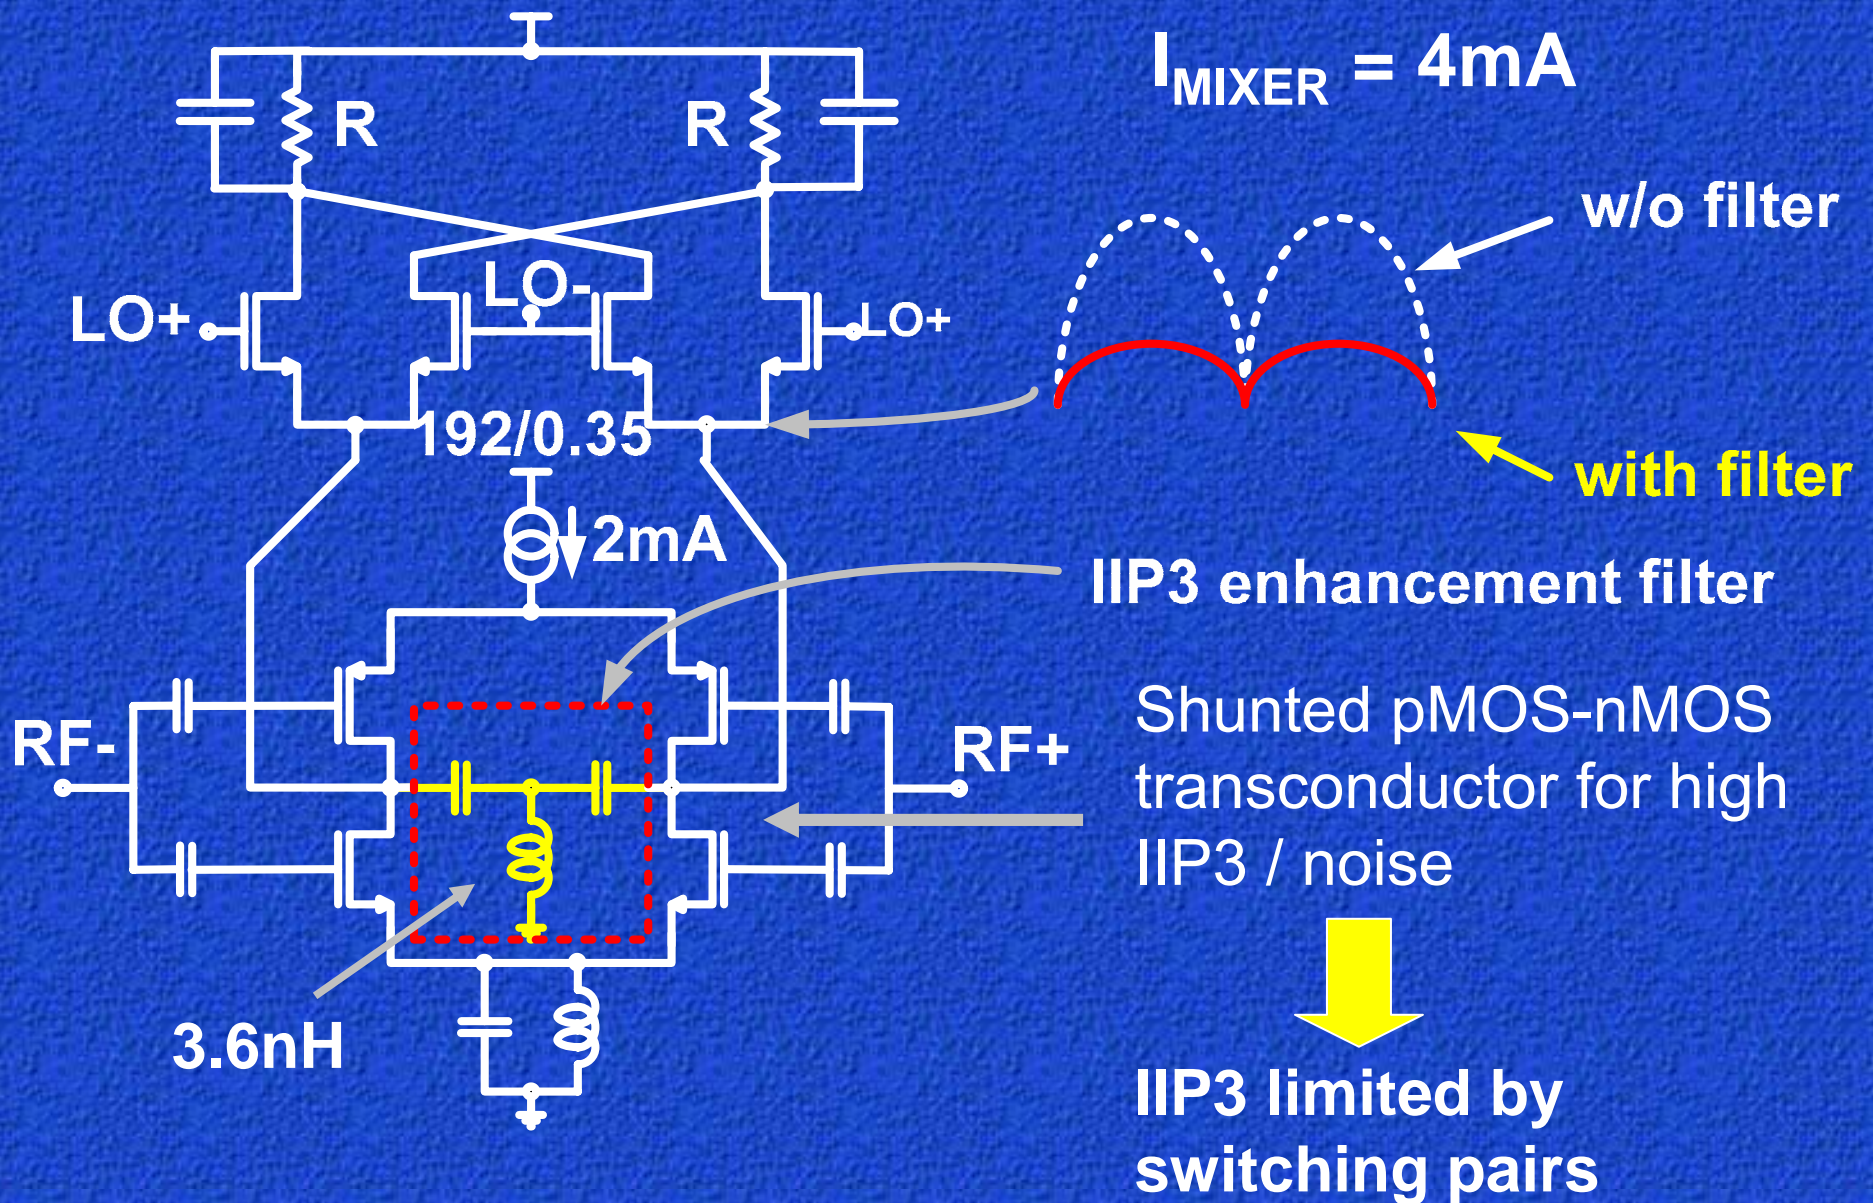 I_MIXER = 4mA
R
R
w/o filter
LO+
LO-
LO+
192/0.35
with filter
2mA
IIP3 enhancement filter
RF-
RF+
Shunted pMOS-nMOS
transconductor for high
IIP3 / noise
3.6nH
IIP3 limited by
switching pairs